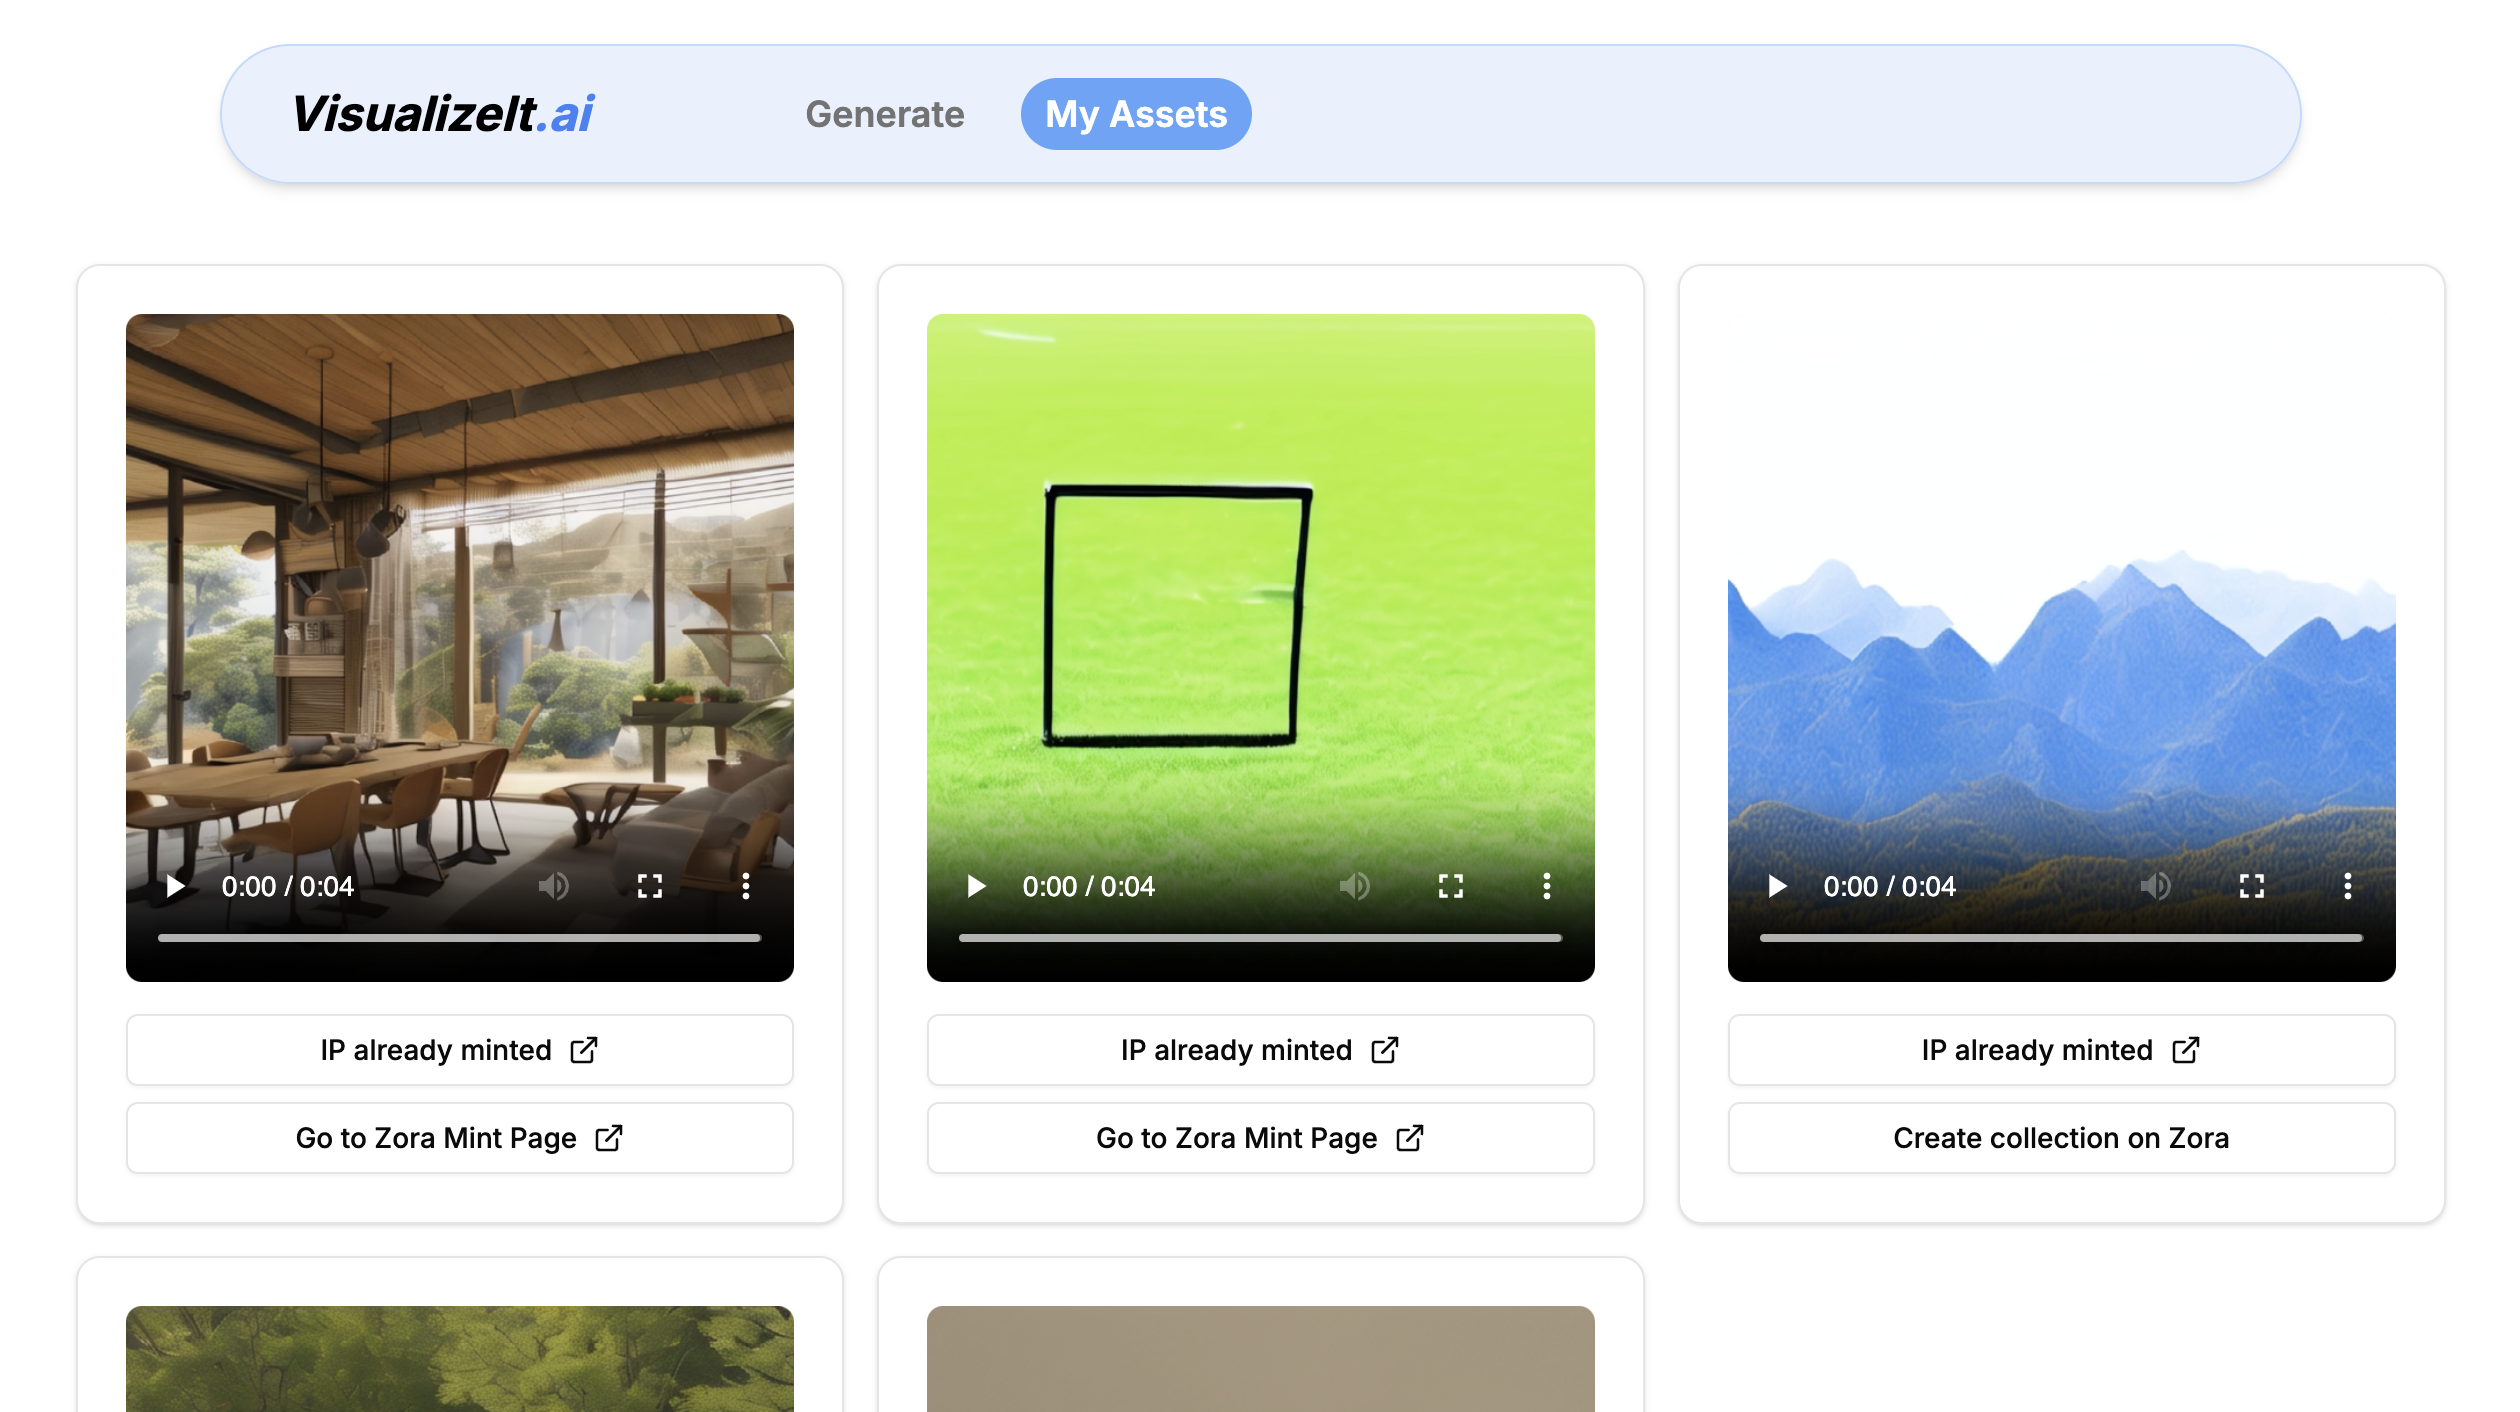 VisualizeIt.ai
Generate
My Assets
0:00 / 0:04
0:00 / 0:04
0:00 / 0:04
IP already minted
IP already minted
IP already minted
Go to Zora Mint Page
Go to Zora Mint Page
Create collection on Zora